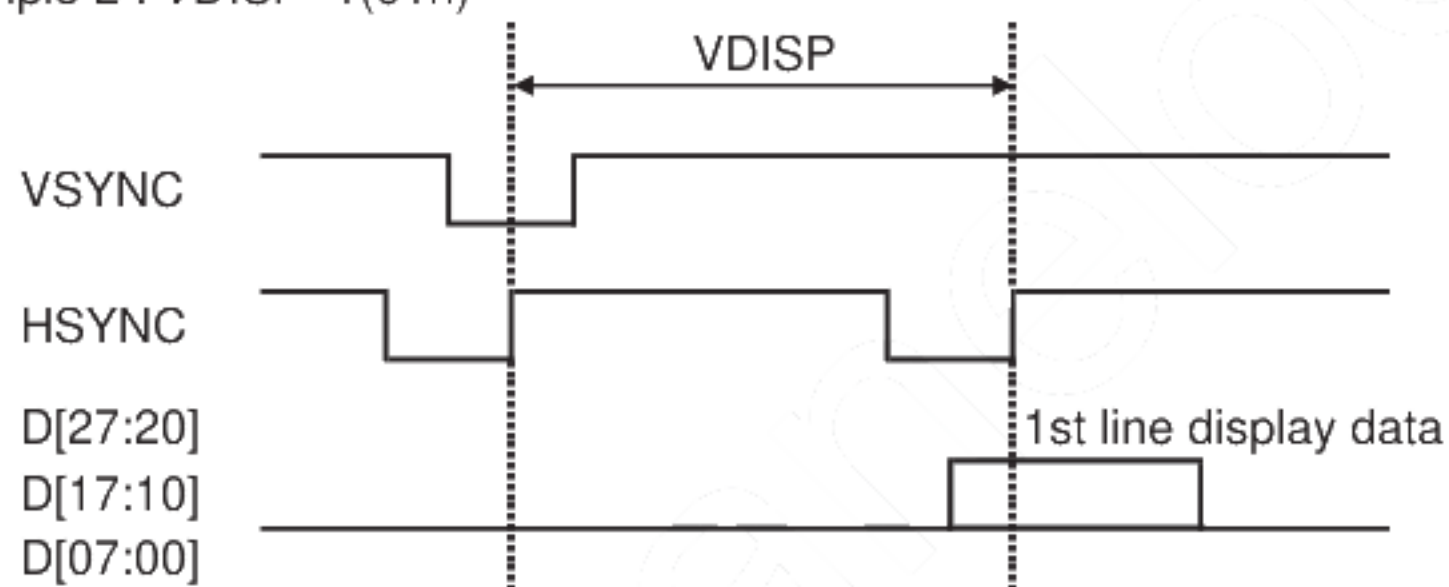 VDISP
VSYNC
HSYNC
D[27:20]
1st line display data
D[17:10]
D[07:00]